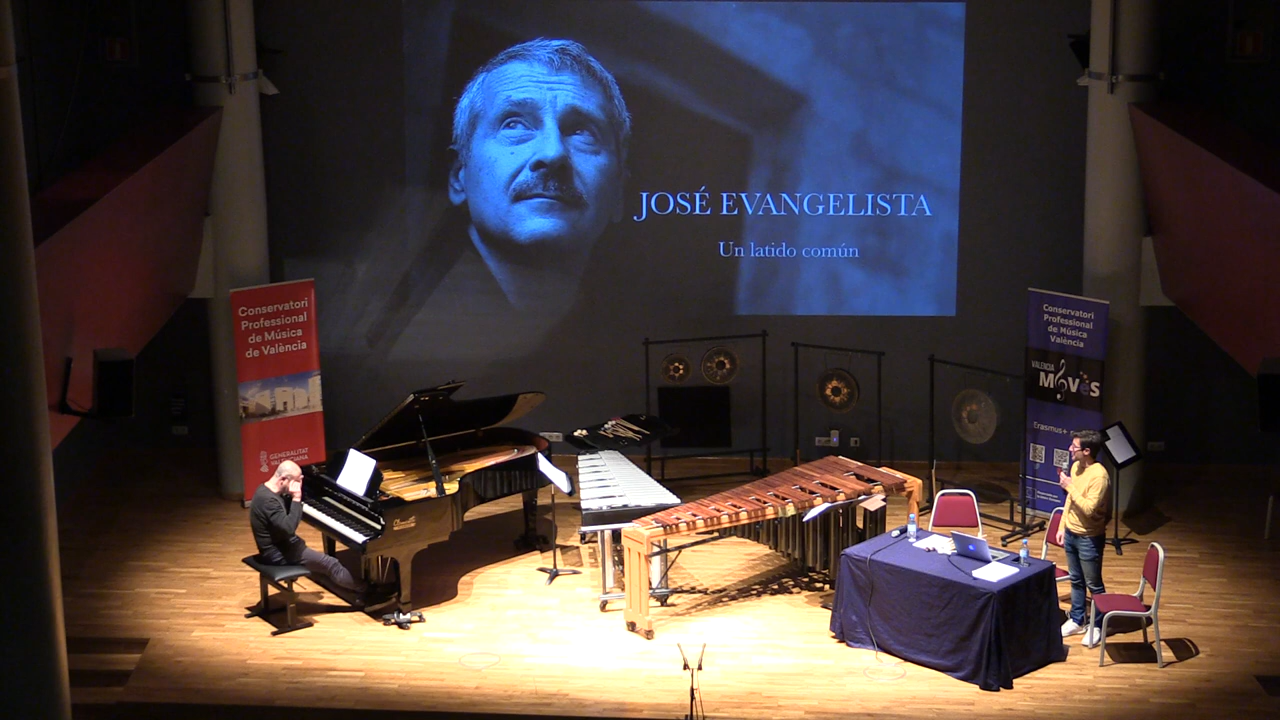 JOSÉ EVANGELISTA
Un latido común
Conservatori
Professional
de Música
de València
GENERALITAT
VALENCIANA
Conservatori
Professional
de Música
València
VALENCIA
MOVES
Erasmus+